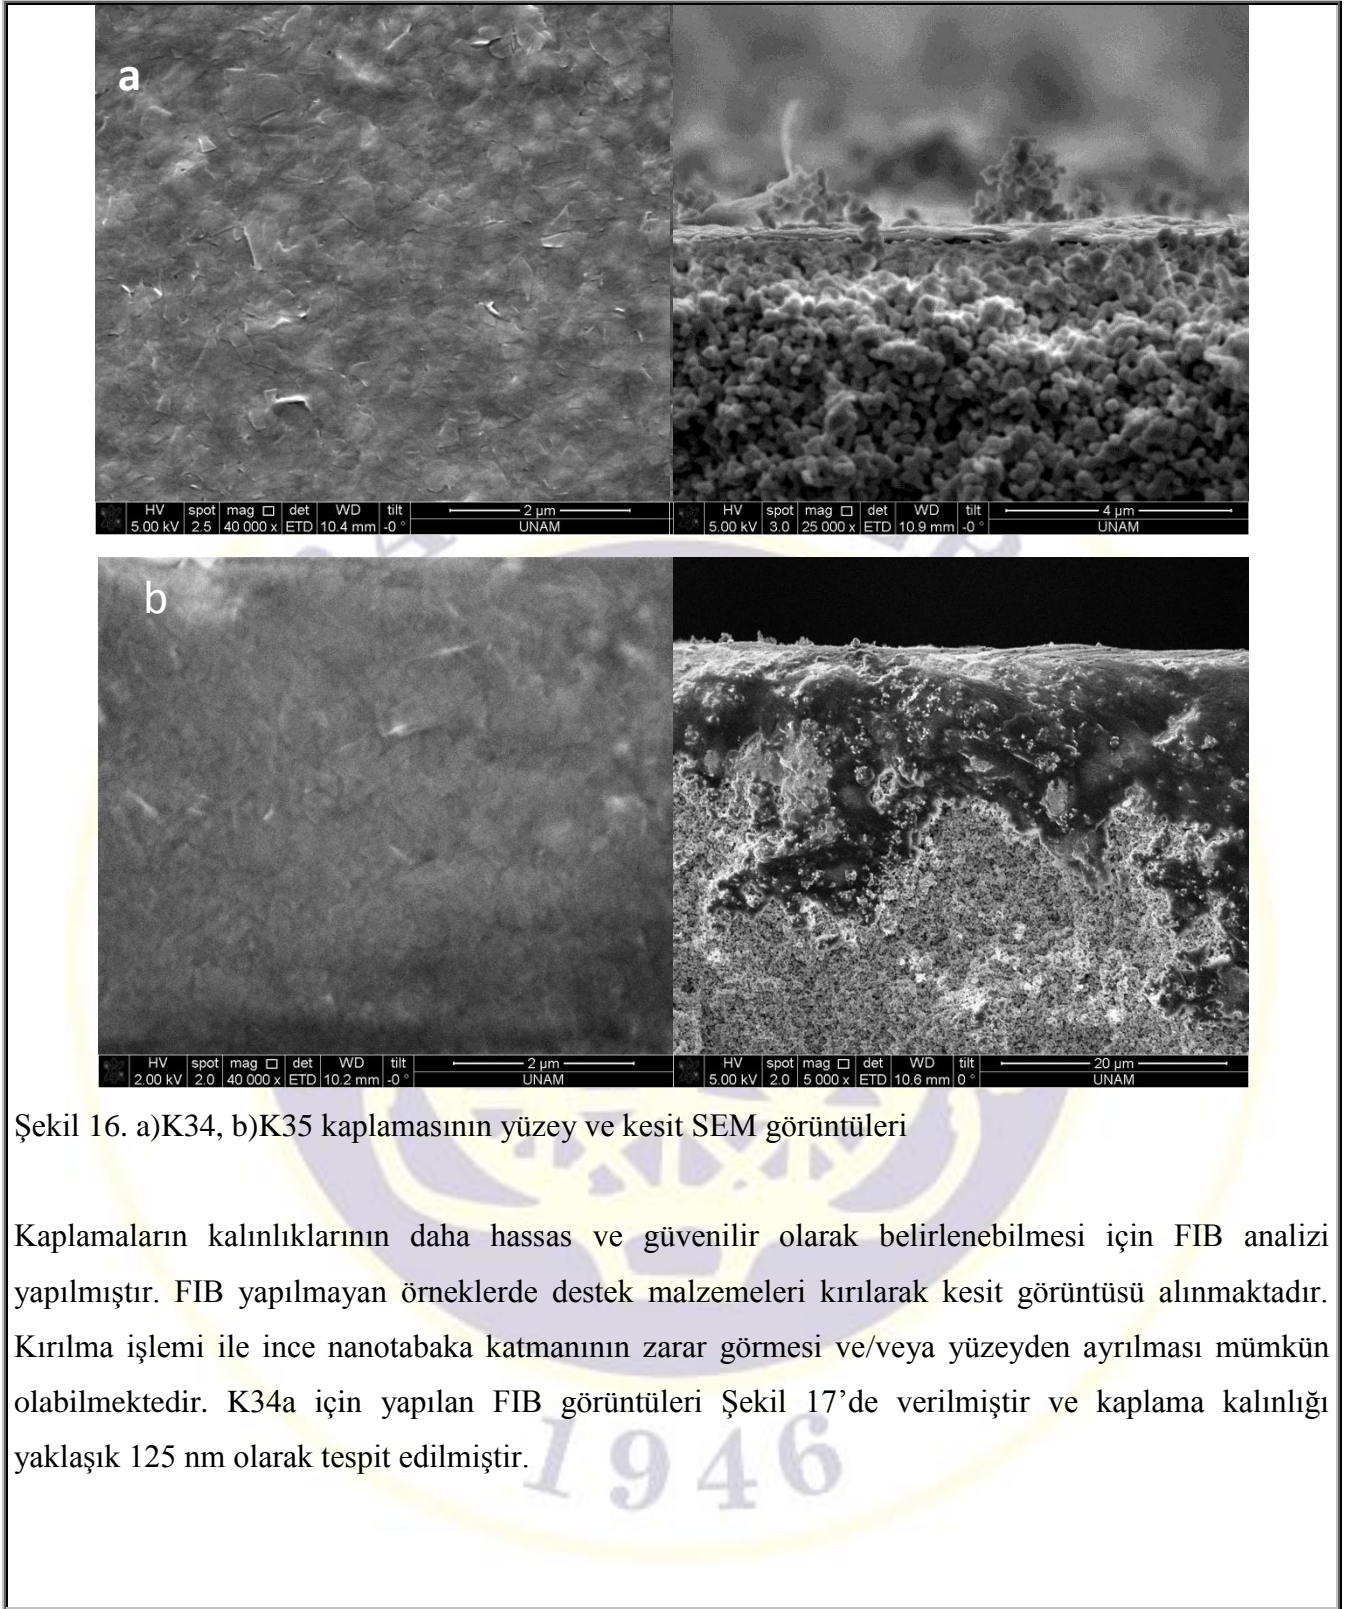 a
HV spot mag □ det WD tilt 2 µm
5.00 kV 2.5 40 000 x ETD 10.4 mm -0 ° UNAM
HV spot mag □ det WD tilt 4 µm
5.00 kV 3.0 25 000 x ETD 10.9 mm -0 ° UNAM
b
HV spot mag □ det WD tilt 2 µm
2.00 kV 2.0 40 000 x ETD 10.2 mm -0 ° UNAM
HV spot mag □ det WD tilt 20 µm
5.00 kV 2.0 5 000 x ETD 10.6 mm 0 ° UNAM
Şekil 16. a)K34, b)K35 kaplamasının yüzey ve kesit SEM görüntüleri
Kaplamaların kalınlıklarının daha hassas ve güvenilir olarak belirlenebilmesi için FIB analizi
yapılmıştır. FIB yapılmayan örneklerde destek malzemeleri kırılarak kesit görüntüsü alınmaktadır.
Kırılma işlemi ile ince nanotabaka katmanının zarar görmesi ve/veya yüzeyden ayrılması mümkün
olabilmektedir. K34a için yapılan FIB görüntüleri Şekil 17’de verilmiştir ve kaplama kalınlığı
yaklaşık 125 nm olarak tespit edilmiştir.
1946